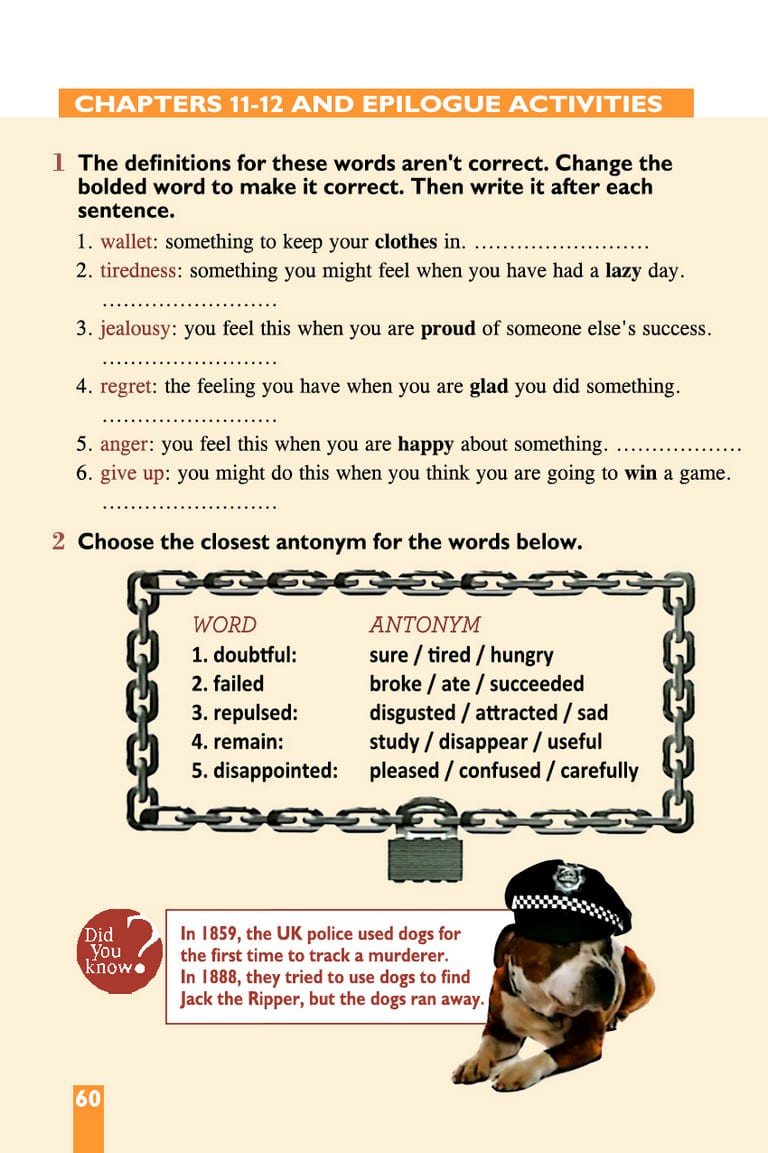 CHAPTERS 11-12 AND EPILOGUE ACTIVITIES
1 The definitions for these words aren't correct. Change the
bolded word to make it correct. Then write it after each
sentence.
1. wallet: something to keep your clothes in. .........................
2. tiredness: something you might feel when you have had a lazy day.
.........................
3. jealousy: you feel this when you are proud of someone else's success.
.........................
4. regret: the feeling you have when you are glad you did something.
.........................
5. anger: you feel this when you are happy about something. ..................
6. give up: you might do this when you think you are going to win a game.
.........................
2 Choose the closest antonym for the words below.
WORD ANTONYM
1. doubtful: sure / tired / hungry
2. failed broke / ate / succeeded
3. repulsed: disgusted / attracted / sad
4. remain: study / disappear / useful
5. disappointed: pleased / confused / carefully
Did
You
know?
In 1859, the UK police used dogs for
the first time to track a murderer.
In 1888, they tried to use dogs to find
Jack the Ripper, but the dogs ran away.
60